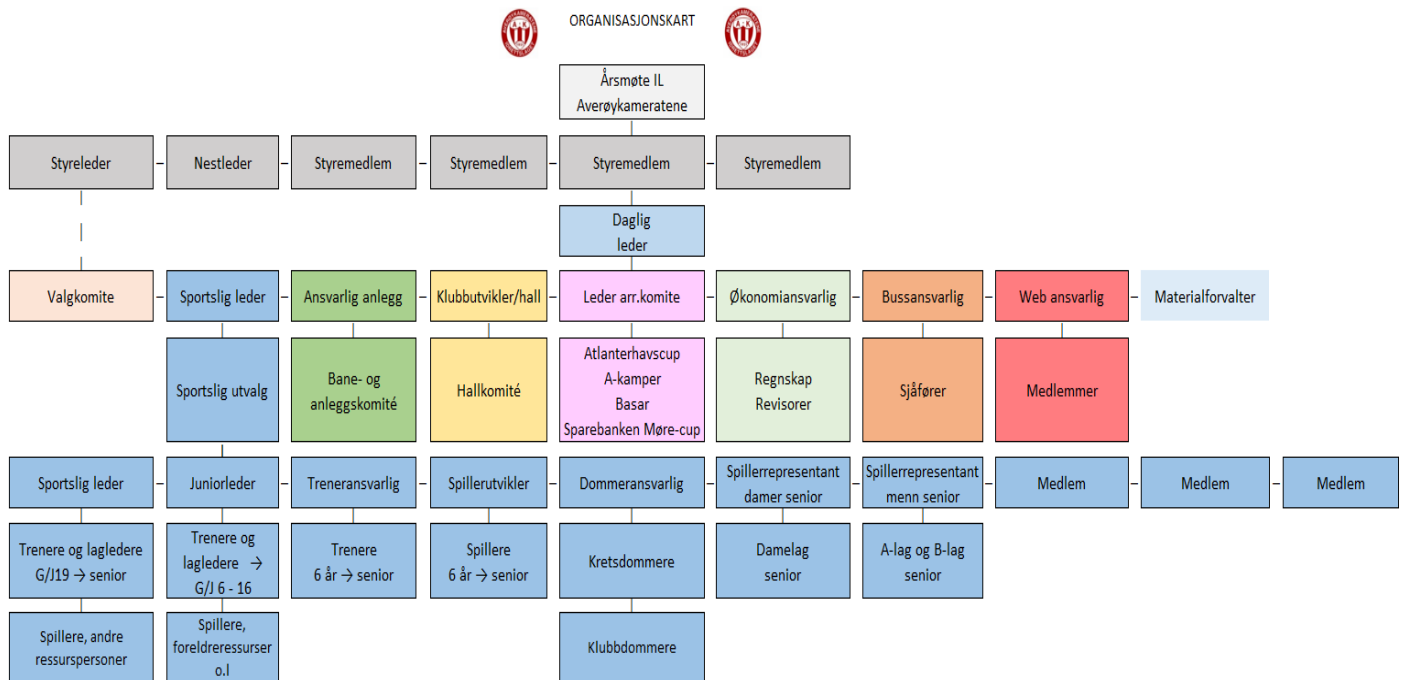 ORGANISASJONSKART
Årsmøte IL
Averøykameratene
Styreleder
Nestleder
Styremedlem
Styremedlem
Styremedlem
Styremedlem
Daglig
leder
Valgkomite
Sportslig leder
Ansvarlig anlegg
Klubbutvikler/hall
Leder arr.komite
Økonomiansvarlig
Bussansvarlig
Web ansvarlig
Materialforvalter
Sportslig utvalg
Bane- og
anleggskomité
Hallkomité
Atlanterhavscup
A-kamper
Basar
Sparebanken Møre-cup
Regnskap
Revisorer
Sjåfører
Medlemmer
Sportslig leder
Juniorleder
Treneransvarlig
Spillerutvikler
Dommeransvarlig
Spillerrepresentant
damer senior
Spillerrepresentant
menn senior
Medlem
Medlem
Medlem
Trenere og lagledere
G/J19 → senior
Trenere og
lagledere →
G/J 6 - 16
Trenere
6 år → senior
Spillere
6 år → senior
Kretsdommere
Damelag
senior
A-lag og B-lag
senior
Spillere, andre
ressurspersoner
Spillere,
foreldreressurser
o.l
Klubbdommere